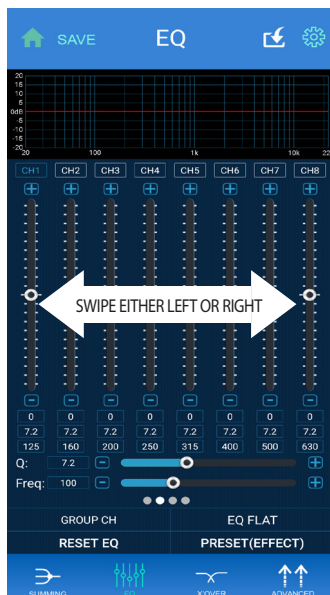 SAVE EQ
20
15
10
5
0dB
-5
-10
-15
-20
20 100 1k 10k 22
CH1 CH2 CH3 CH4 CH5 CH6 CH7 CH8
SWIPE EITHER LEFT OR RIGHT
0 0 0 0 0 0 0 0
7.2 7.2 7.2 7.2 7.2 7.2 7.2 7.2
125 160 200 250 315 400 500 630
Q: 7.2
Freq: 100
GROUP CH EQ FLAT
RESET EQ PRESET(EFFECT)
SUMMING EQ X'OVER ADVANCED